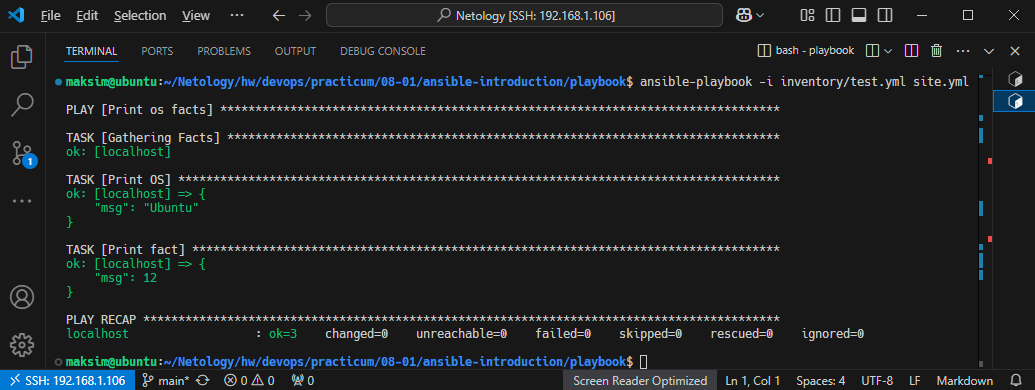 File Edit Selection View ··· Netology [SSH: 192.168.1.106]
TERMINAL PORTS PROBLEMS OUTPUT DEBUG CONSOLE bash - playbook
maksim@ubuntu:~/Netology/hw/devops/practicum/08-01/ansible-introduction/playbook$ ansible-playbook -i inventory/test.yml site.yml
PLAY [Print os facts] ********************************************************************************
TASK [Gathering Facts] *******************************************************************************
ok: [localhost]
TASK [Print OS] **************************************************************************************
ok: [localhost] => {
    "msg": "Ubuntu"
}
TASK [Print fact] ************************************************************************************
ok: [localhost] => {
    "msg": 12
}
PLAY RECAP *******************************************************************************************
localhost                  : ok=3    changed=0    unreachable=0    failed=0    skipped=0    rescued=0    ignored=0
maksim@ubuntu:~/Netology/hw/devops/practicum/08-01/ansible-introduction/playbook$
1
SSH: 192.168.1.106 main* 0 0 0 Screen Reader Optimized Ln 1, Col 1 Spaces: 4 UTF-8 LF Markdown